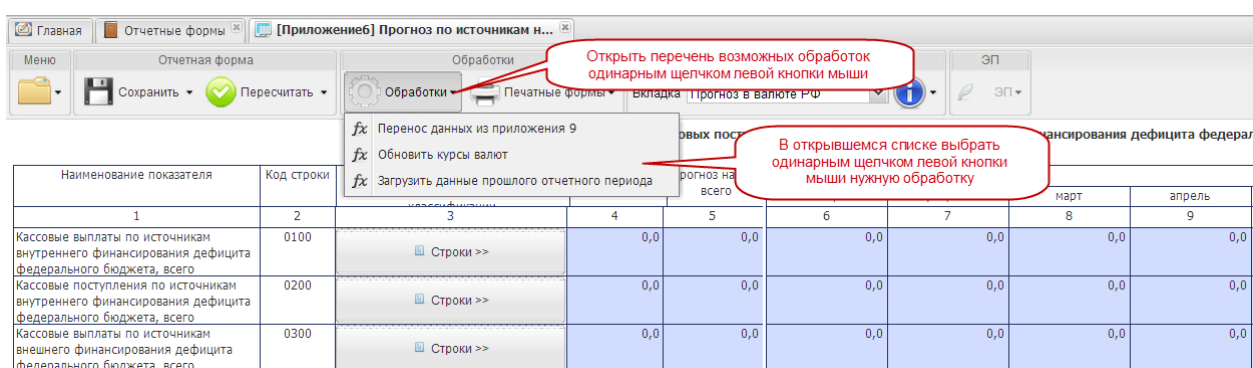 Главная Отчетные формы [Приложение6] Прогноз по источникам н...
Меню Отчетная форма Обработки ЭП
Открыть перечень возможных обработок
одинарным щелчком левой кнопки мыши
Сохранить Пересчитать Обработки Печатные формы Вкладка Прогноз в валюте РФ ЭП
fx Перенос данных из приложения 9
fx Обновить курсы валют
fx Загрузить данные прошлого отчетного периода
В открывшемся списке выбрать
одинарным щелчком левой кнопки
мыши нужную обработку
Наименование показателя Код строки классификации всего март апрель
1 2 3 4 5 6 7 8 9
Кассовые выплаты по источникам
внутреннего финансирования дефицита
федерального бюджета, всего
0100 Строки >> 0,0 0,0 0,0 0,0 0,0 0,0
Кассовые поступления по источникам
внутреннего финансирования дефицита
федерального бюджета, всего
0200 Строки >> 0,0 0,0 0,0 0,0 0,0 0,0
Кассовые выплаты по источникам
внешнего финансирования дефицита
федерального бюджета, всего
0300 Строки >> 0,0 0,0 0,0 0,0 0,0 0,0